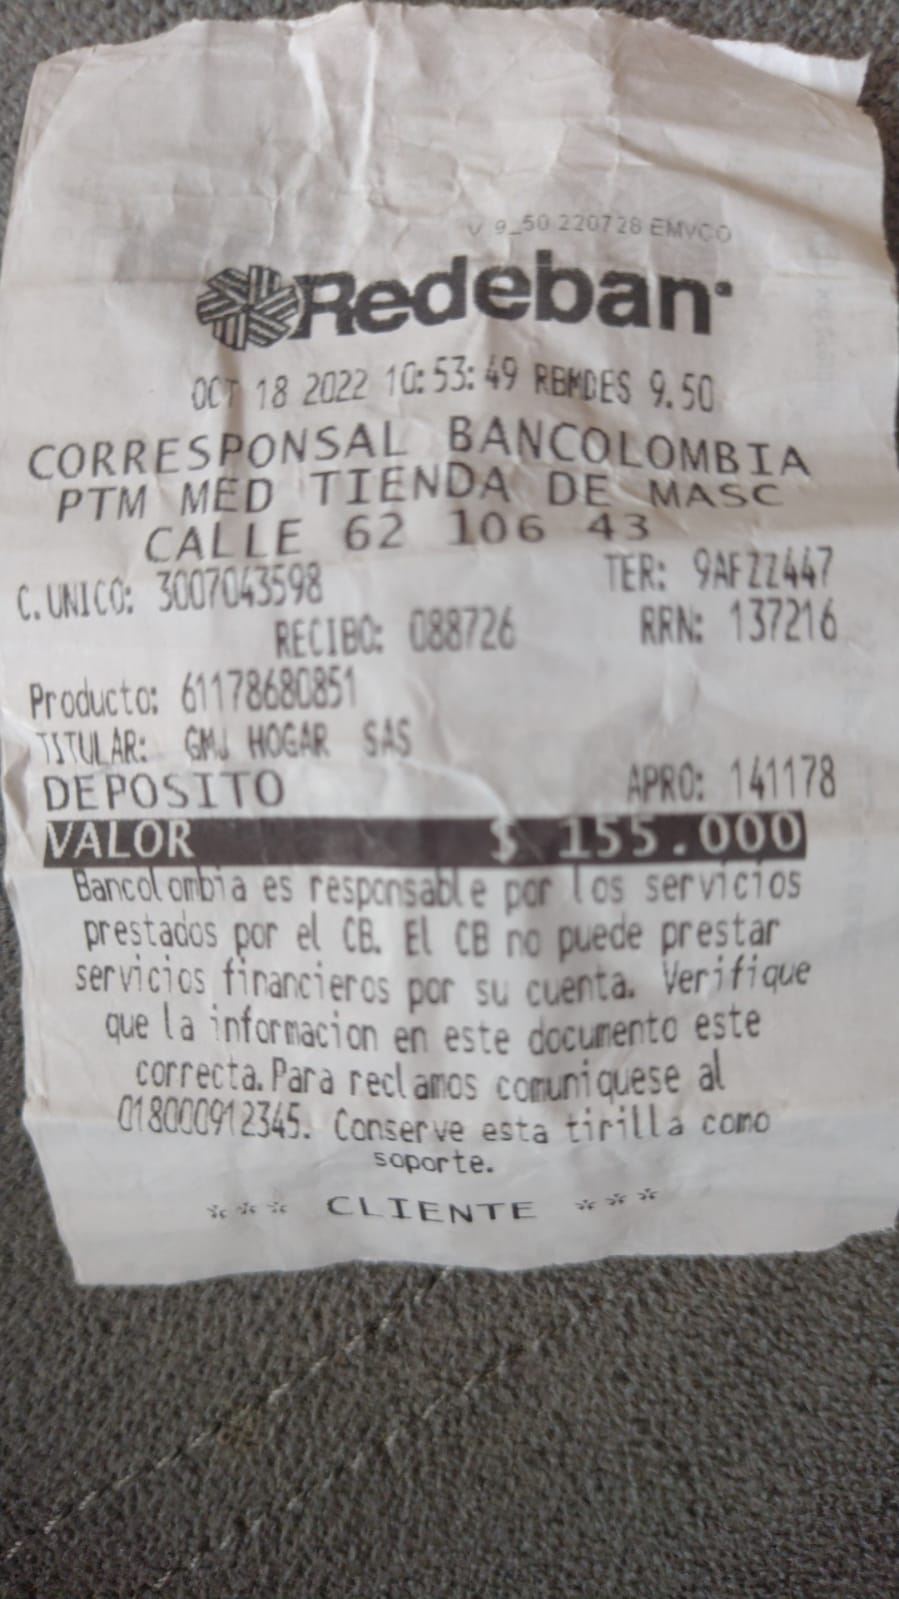 V 9_50 220728 EMVCO
Redeban
OCT 18 2022 10:53:49 RBMDES 9.50
CORRESPONSAL BANCOLOMBIA
PTM MED TIENDA DE MASC
CALLE 62 106 43
C.UNICO: 3007043598 TER: 9AFZZ447
RECIBO: 088726 RRN: 137216
Producto: 61178680851
TITULAR: GMJ HOGAR SAS
DEPOSITO APRO: 141178
VALOR $ 155.000
Bancolombia es responsable por los servicios
prestados por el CB. El CB no puede prestar
servicios financieros por su cuenta. Verifique
que la informacion en este documento este
correcta. Para reclamos comuniquese al
018000912345. Conserve esta tirilla como
soporte.
*** CLIENTE ***